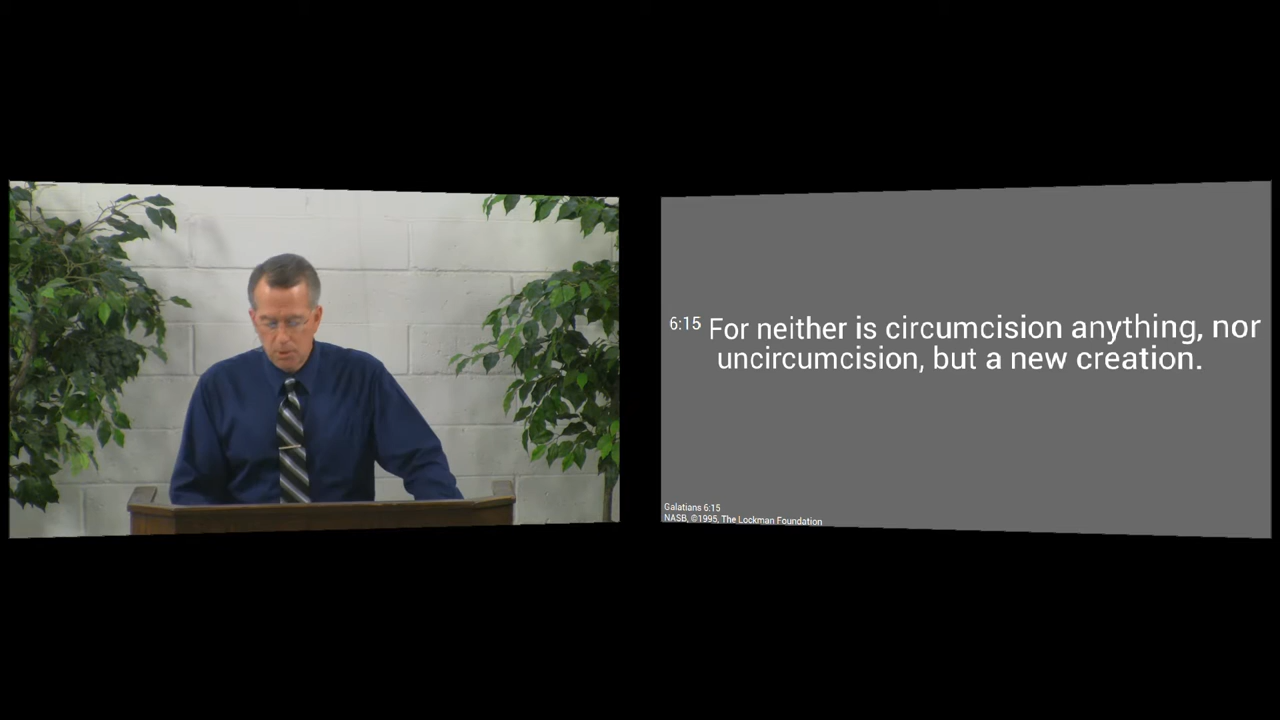 6:15 For neither is circumcision anything, nor
uncircumcision, but a new creation.
Galatians 6:15
NASB, ©1995, The Lockman Foundation